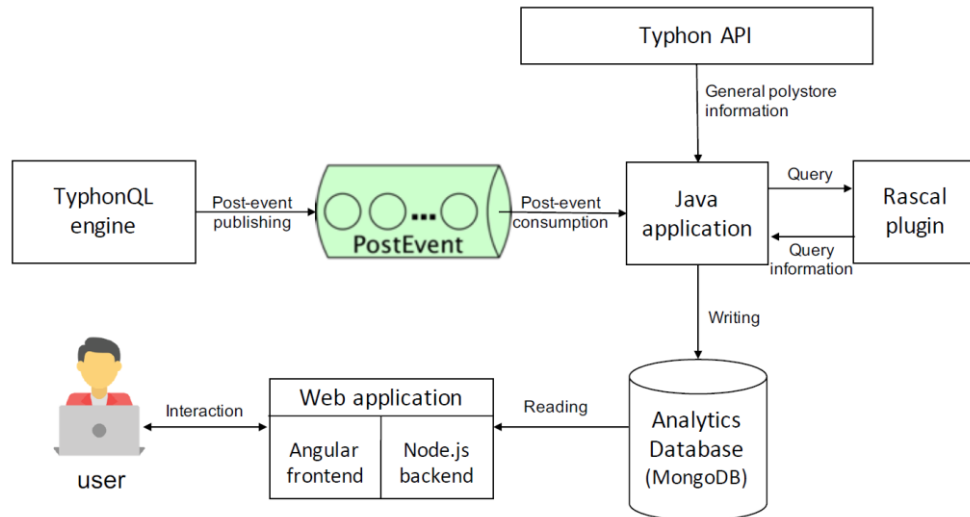 Typhon API
General polystore
information
TyphonQL
engine
Post-event
publishing
...
PostEvent
Post-event
consumption
Java
application
Query
Query
information
Rascal
plugin
Writing
Interaction
user
Web application
Angular
frontend
Node.js
backend
Reading
Analytics
Database
(MongoDB)